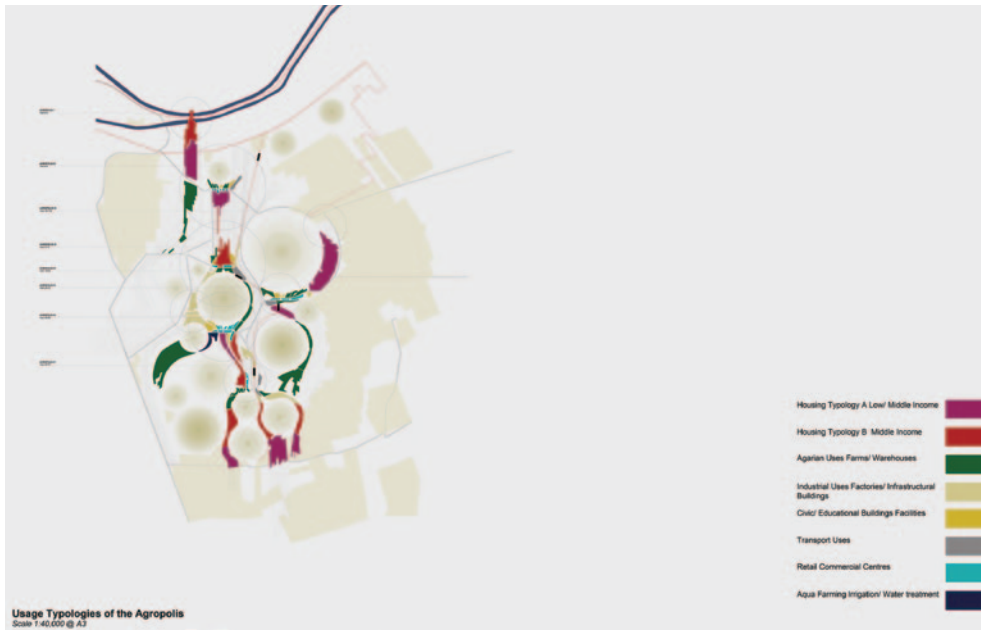 Housing Typology A Low/ Middle Income
Housing Typology B Middle Income
Agarian Uses Farms/ Warehouses
Industrial Uses Factories/ Infrastructural
Buildings
Civic/ Educational Buildings Facilities
Transport Uses
Retail Commercial Centres
Aqua Farming Irrigation/ Water treatment
Usage Typologies of the Agropolis
Scale 1:40,000 @ A3